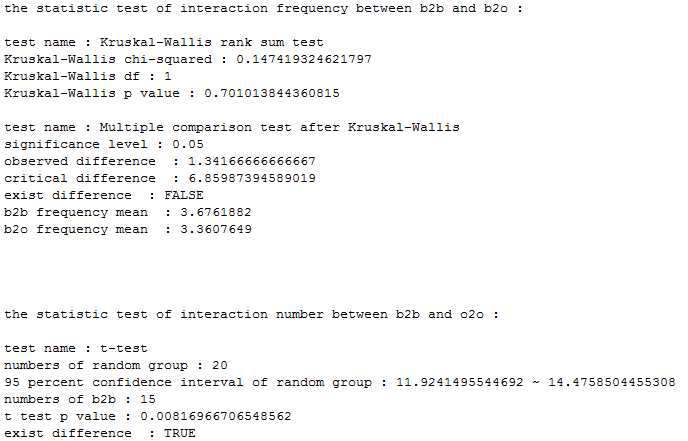 the statistic test of interaction frequency between b2b and b2o :
test name : Kruskal-Wallis rank sum test
Kruskal-Wallis chi-squared : 0.147419324621797
Kruskal-Wallis df : 1
Kruskal-Wallis p value : 0.701013844360815
test name : Multiple comparison test after Kruskal-Wallis
significance level : 0.05
observed difference  : 1.34166666666667
critical difference  : 6.85987394589019
exist difference  : FALSE
b2b frequency mean  : 3.6761882
b2o frequency mean  : 3.3607649
the statistic test of interaction number between b2b and o2o :
test name : t-test
numbers of random group : 20
95 percent confidence interval of random group : 11.9241495544692 ~ 14.4758504455308
numbers of b2b : 15
t test p value : 0.00816966706548562
exist difference  : TRUE